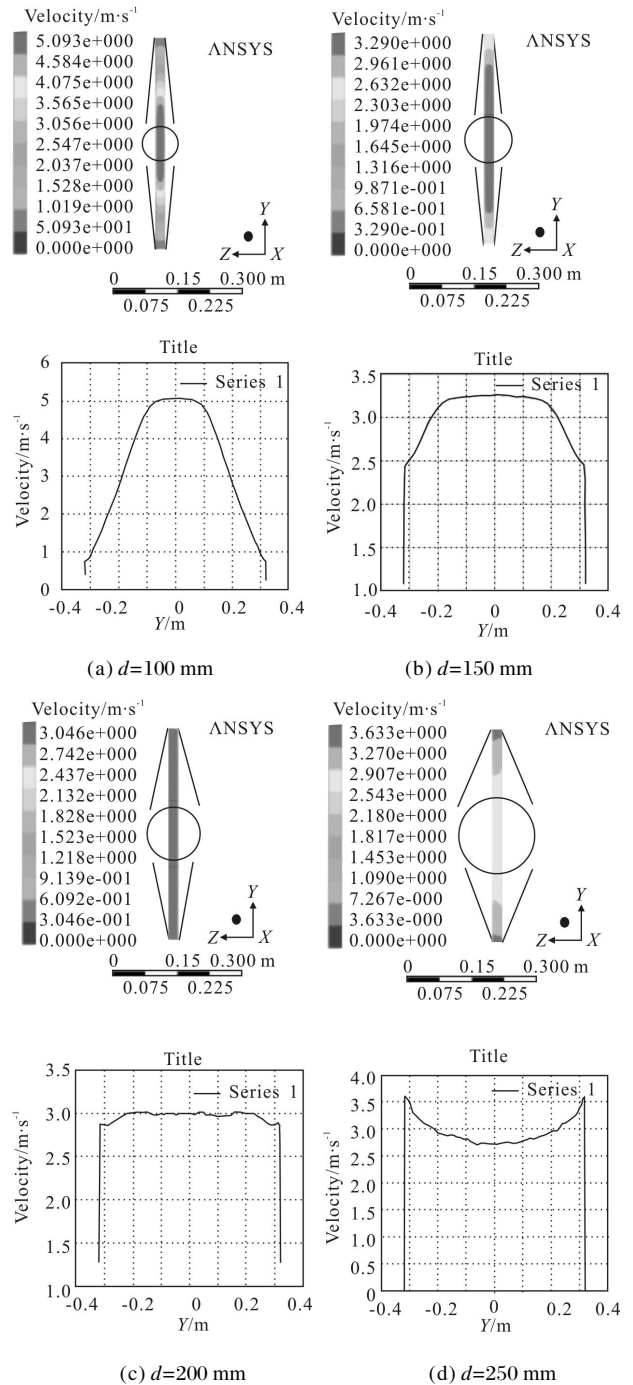 Velocity/m·s⁻¹
5.093e+000
4.584e+000
4.075e+000
3.565e+000
3.056e+000
2.547e+000
2.037e+000
1.528e+000
1.019e+000
5.093e+001
0.000e+000
ΛNSYS
Y
Z X
0 0.15 0.300 m
0.075 0.225
Velocity/m·s⁻¹
3.290e+000
2.961e+000
2.632e+000
2.303e+000
1.974e+000
1.645e+000
1.316e+000
9.871e-001
6.581e-001
3.290e-001
0.000e+000
ΛNSYS
Y
Z X
0 0.15 0.300 m
0.075 0.225
Title
Series 1
Velocity/m·s⁻¹
6
5
4
3
2
1
0
-0.4 -0.2 0 0.2 0.4
Y/m
(a) d=100 mm
Title
Series 1
Velocity/m·s⁻¹
3.5
3.0
2.5
2.0
1.5
1.0
-0.4 -0.2 0 0.2 0.4
Y/m
(b) d=150 mm
Velocity/m·s⁻¹
3.046e+000
2.742e+000
2.437e+000
2.132e+000
1.828e+000
1.523e+000
1.218e+000
9.139e-001
6.092e-001
3.046e-001
0.000e+000
ΛNSYS
Y
Z X
0 0.15 0.300 m
0.075 0.225
Velocity/m·s⁻¹
3.633e+000
3.270e+000
2.907e+000
2.543e+000
2.180e+000
1.817e+000
1.453e+000
1.090e+000
7.267e-000
3.633e-000
0.000e+000
ΛNSYS
Y
Z X
0 0.15 0.300 m
0.075 0.225
Title
Series 1
Velocity/m·s⁻¹
3.5
3.0
2.5
2.0
1.5
1.0
-0.4 -0.2 0 0.2 0.4
Y/m
(c) d=200 mm
Title
Series 1
Velocity/m·s⁻¹
4.0
3.5
3.0
2.5
2.0
1.5
1.0
0.5
0
-0.4 -0.2 0 0.2 0.4
Y/m
(d) d=250 mm